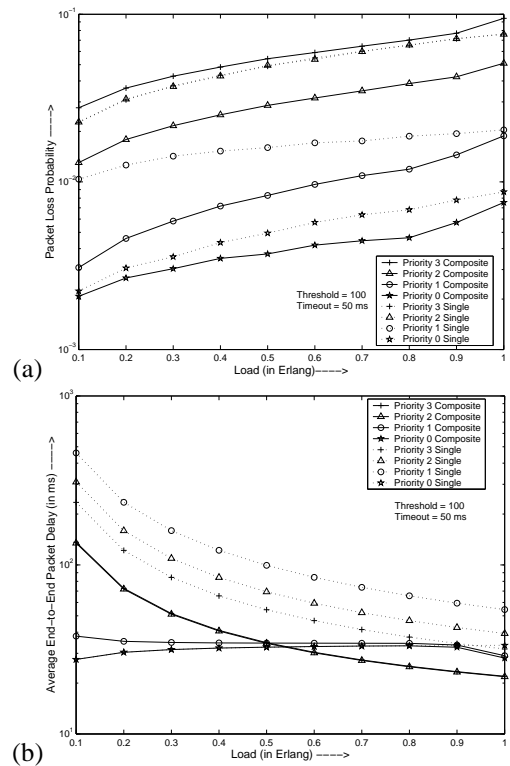 10⁻¹
10⁻²
10⁻³
Packet Loss Probability ---->
0.1 0.2 0.3 0.4 0.5 0.6 0.7 0.8 0.9 1
Load (in Erlang)---->
Threshold = 100
Timeout = 50 ms
Priority 3 Composite
Priority 2 Composite
Priority 1 Composite
Priority 0 Composite
Priority 3 Single
Priority 2 Single
Priority 1 Single
Priority 0 Single
(a)
10³
10²
10¹
Average End-to-End Packet Delay (in ms) ---->
Priority 3 Composite
Priority 2 Composite
Priority 1 Composite
Priority 0 Composite
Priority 3 Single
Priority 2 Single
Priority 1 Single
Priority 0 Single
Threshold = 100
Timeout = 50 ms
0.1 0.2 0.3 0.4 0.5 0.6 0.7 0.8 0.9 1
Load (in Erlang)---->
(b)